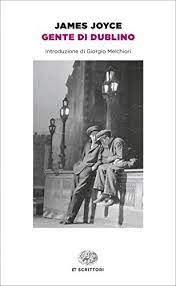 JAMES JOYCE
GENTE DI DUBLINO
Introduzione di Giorgio Melchiori
ET SCRITTORI